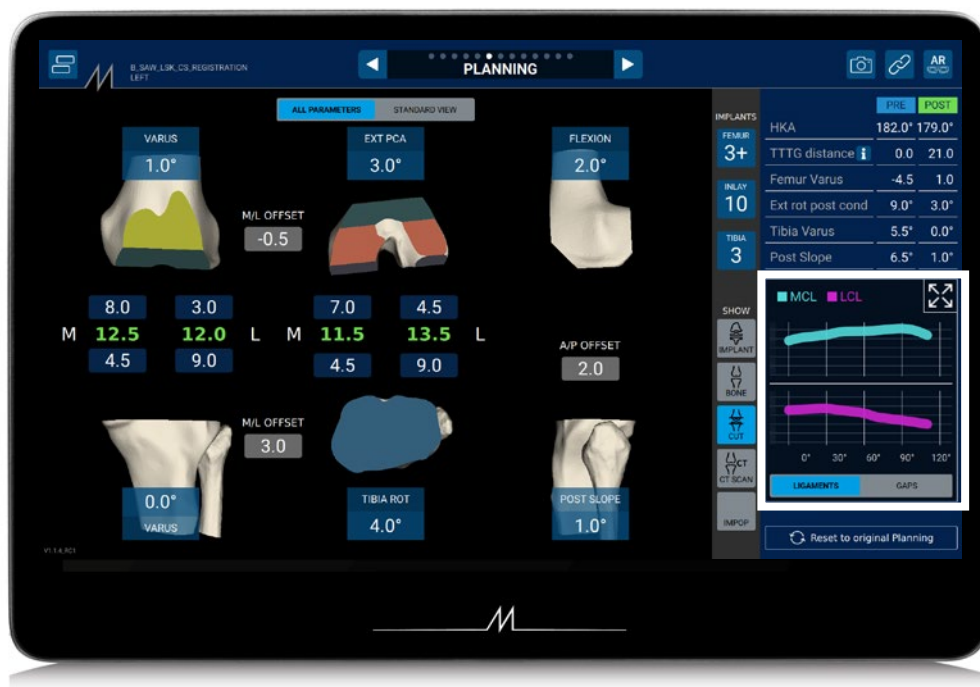 B_SAW_LSK_CS_REGISTRATION
LEFT
PLANNING
AR
ALL PARAMETERS STANDARD VIEW
VARUS
1.0°
EXT PCA
3.0°
FLEXION
2.0°
M/L OFFSET
-0.5
8.0 3.0
M 12.5 12.0 L
4.5 9.0
7.0 4.5
M 11.5 13.5 L
4.5 9.0
A/P OFFSET
2.0
M/L OFFSET
3.0
0.0°
VARUS
TIBIA ROT
4.0°
POST SLOPE
1.0°
V1.1.4_RC1
IMPLANTS
FEMUR
3+
INLAY
10
TIBIA
3
SHOW
IMPLANT
BONE
CUT
CT
CT SCAN
IMPOP
PRE POST
HKA 182.0° 179.0°
TTTG distance i 0.0 21.0
Femur Varus -4.5 1.0
Ext rot post cond 9.0° 3.0°
Tibia Varus 5.5° 0.0°
Post Slope 6.5° 1.0°
MCL LCL
0° 30° 60° 90° 120°
LIGAMENTS GAPS
Reset to original Planning